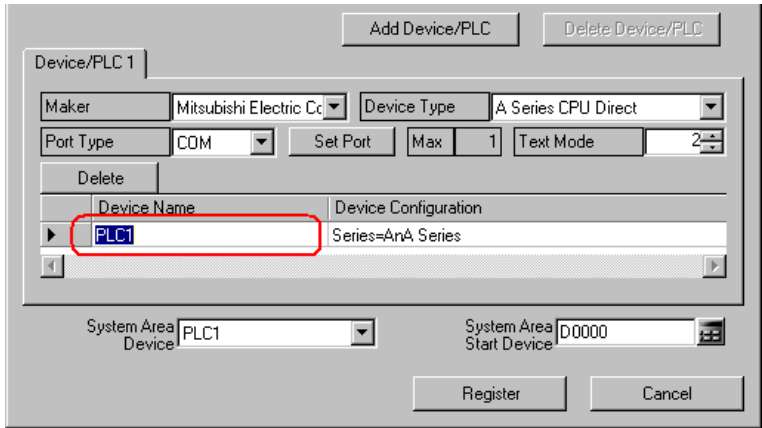 Add Device/PLC Delete Device/PLC
Device/PLC 1
Maker Mitsubishi Electric Cc Device Type A Series CPU Direct
Port Type COM Set Port Max 1 Text Mode 2
Delete
Device Name Device Configuration
PLC1 Series=AnA Series
System Area Device PLC1 System Area Start Device D0000
Register Cancel